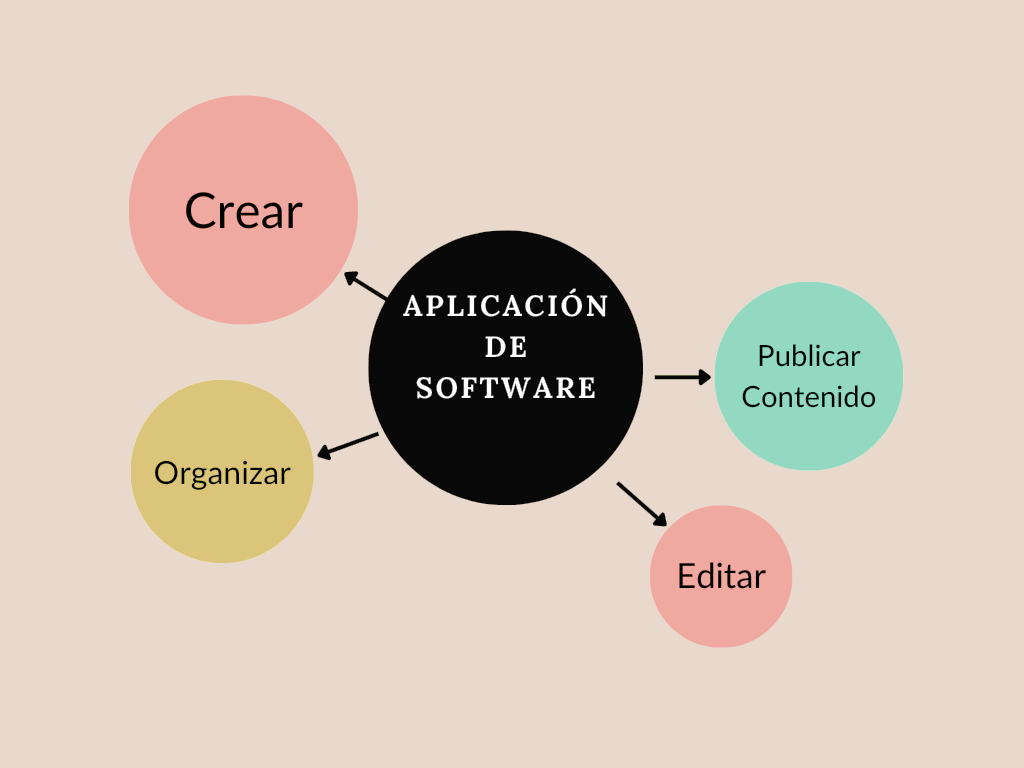 Crear
APLICACIÓN
DE
SOFTWARE
Publicar
Contenido
Organizar
Editar